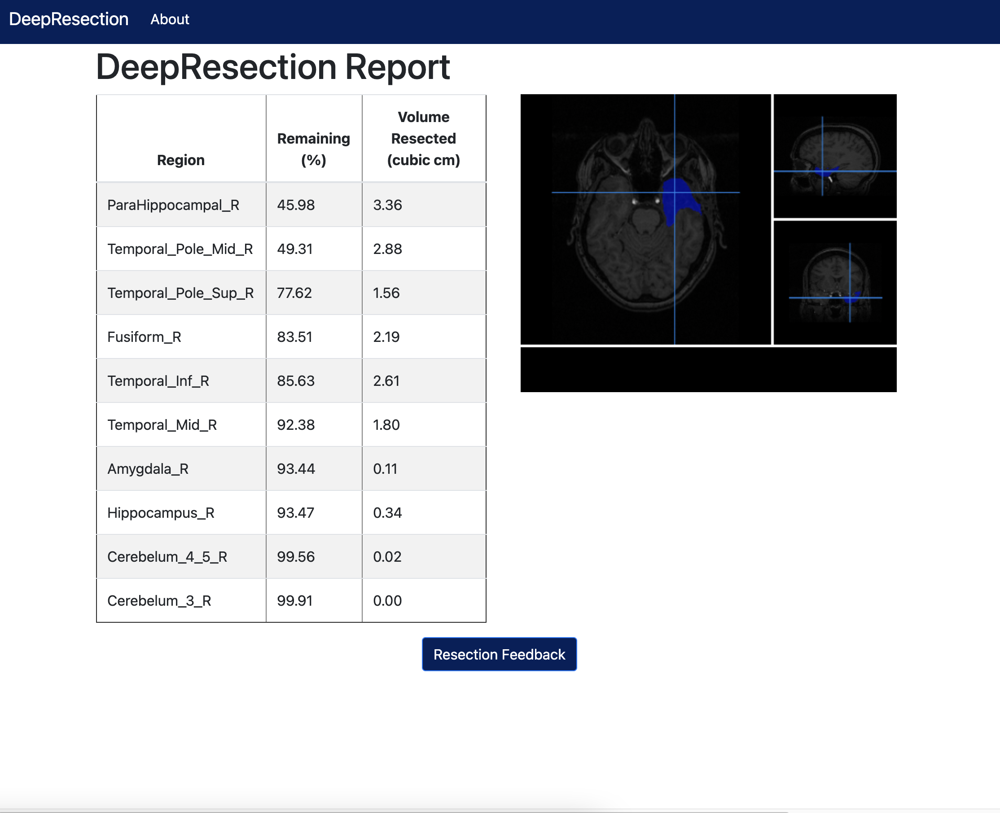 DeepResection About
DeepResection Report
Region Remaining (%) Volume Resected (cubic cm)
ParaHippocampal_R 45.98 3.36
Temporal_Pole_Mid_R 49.31 2.88
Temporal_Pole_Sup_R 77.62 1.56
Fusiform_R 83.51 2.19
Temporal_Inf_R 85.63 2.61
Temporal_Mid_R 92.38 1.80
Amygdala_R 93.44 0.11
Hippocampus_R 93.47 0.34
Cerebelum_4_5_R 99.56 0.02
Cerebelum_3_R 99.91 0.00
Resection Feedback